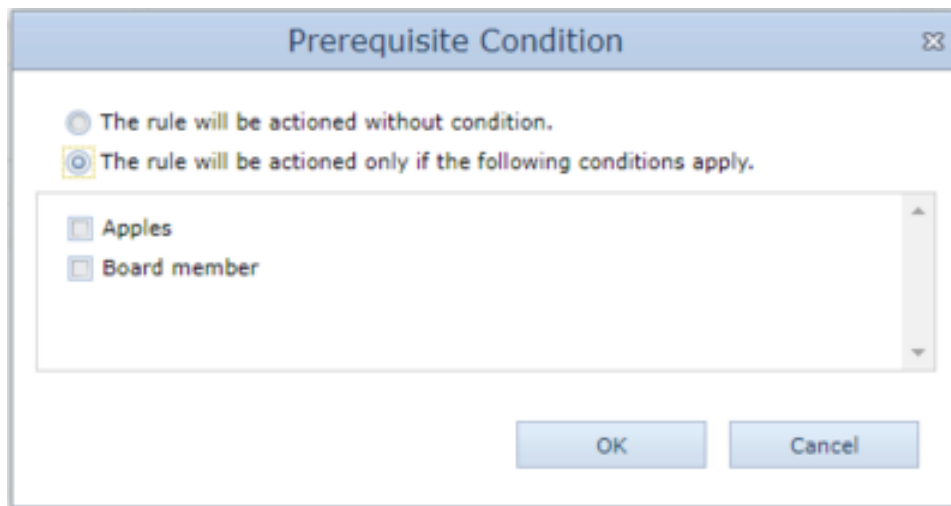 Prerequisite Condition
The rule will be actioned without condition.
The rule will be actioned only if the following conditions apply.
Apples
Board member
OK
Cancel